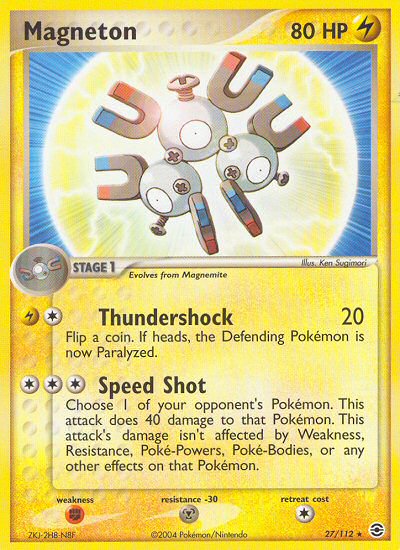 Magneton 80 HP
Illus. Ken Sugimori
STAGE 1
Evolves from Magnemite
Thundershock 20
Flip a coin. If heads, the Defending Pokémon is
now Paralyzed.
Speed Shot
Choose 1 of your opponent's Pokémon. This
attack does 40 damage to that Pokémon. This
attack's damage isn't affected by Weakness,
Resistance, Poké-Powers, Poké-Bodies, or any
other effects on that Pokémon.
weakness resistance -30 retreat cost
ZKJ-2H8-N8F ©2004 Pokémon/Nintendo 27/112 ★